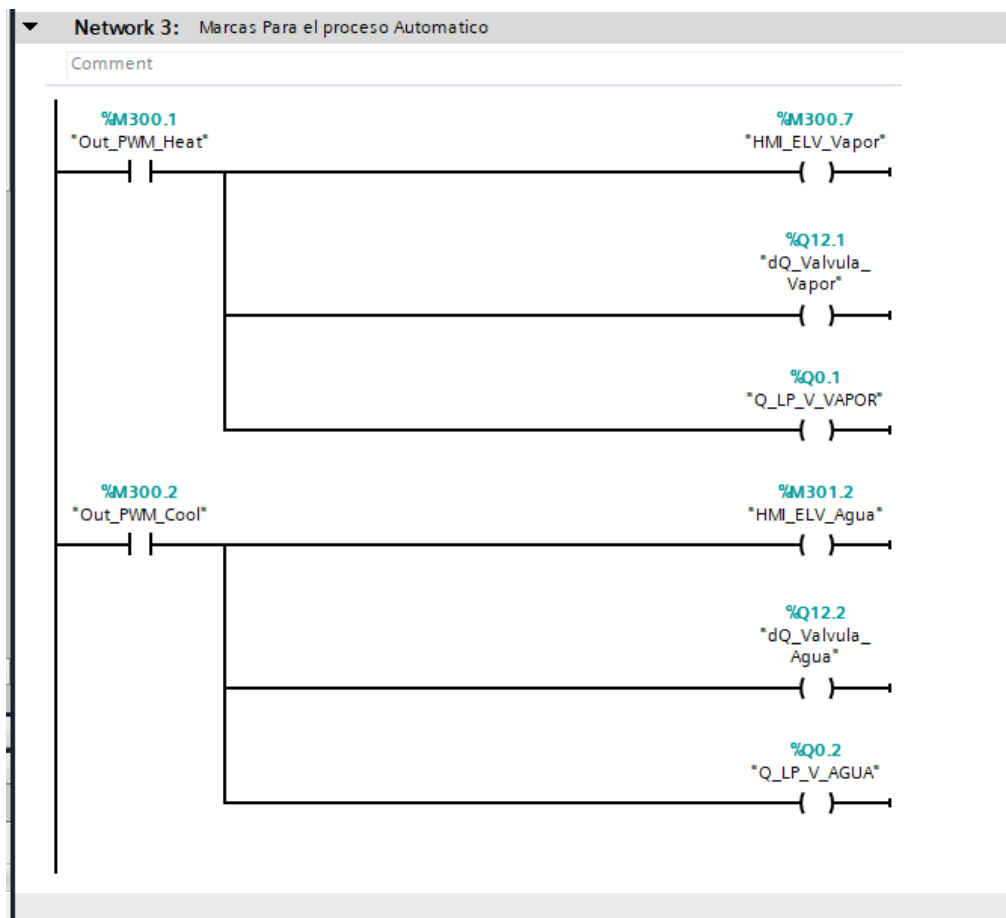 Network 3: Marcas Para el proceso Automatico
Comment
%M300.1
"Out_PWM_Heat"
%M300.7
"HMI_ELV_Vapor"
%Q12.1
"dQ_Valvula_
Vapor"
%Q0.1
"Q_LP_V_VAPOR"
%M300.2
"Out_PWM_Cool"
%M301.2
"HMI_ELV_Agua"
%Q12.2
"dQ_Valvula_
Agua"
%Q0.2
"Q_LP_V_AGUA"